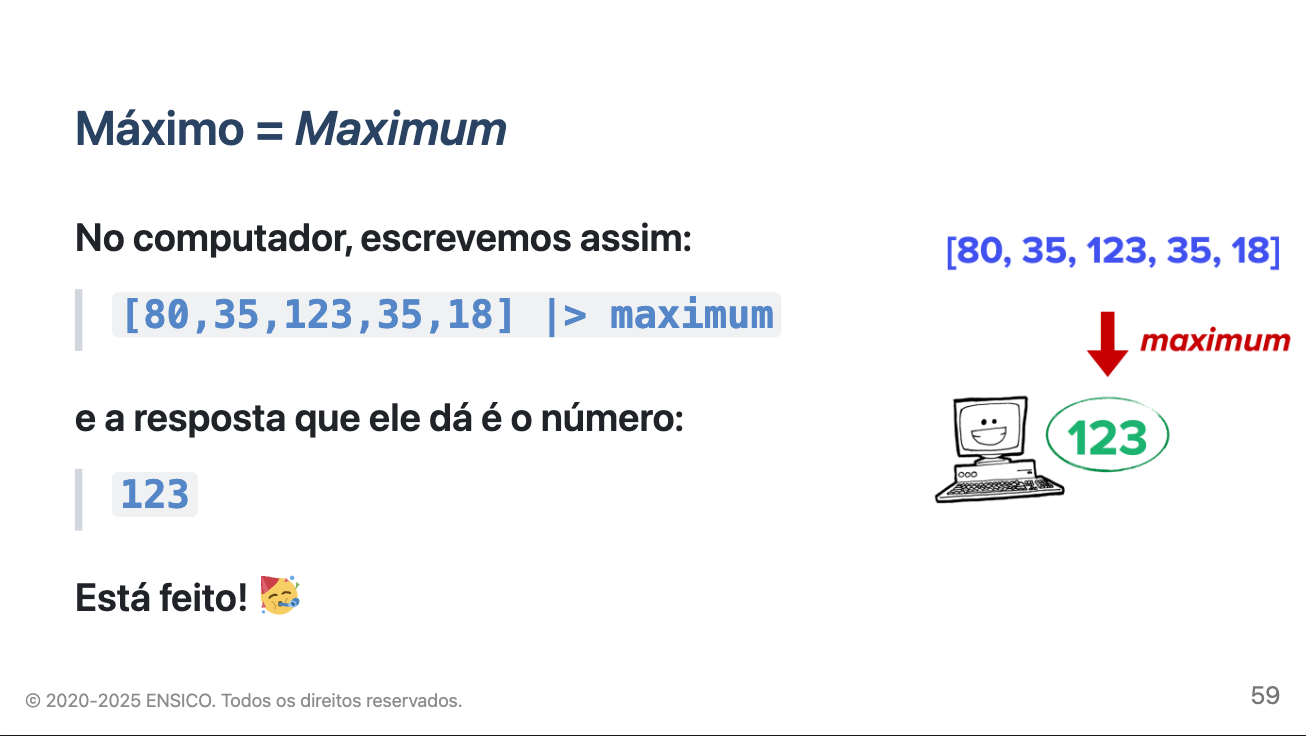 Máximo = Maximum
No computador, escrevemos assim:
[80,35,123,35,18] |> maximum
e a resposta que ele dá é o número:
123
Está feito! 🥳
[80, 35, 123, 35, 18]
maximum
123
© 2020-2025 ENSICO. Todos os direitos reservados.
59